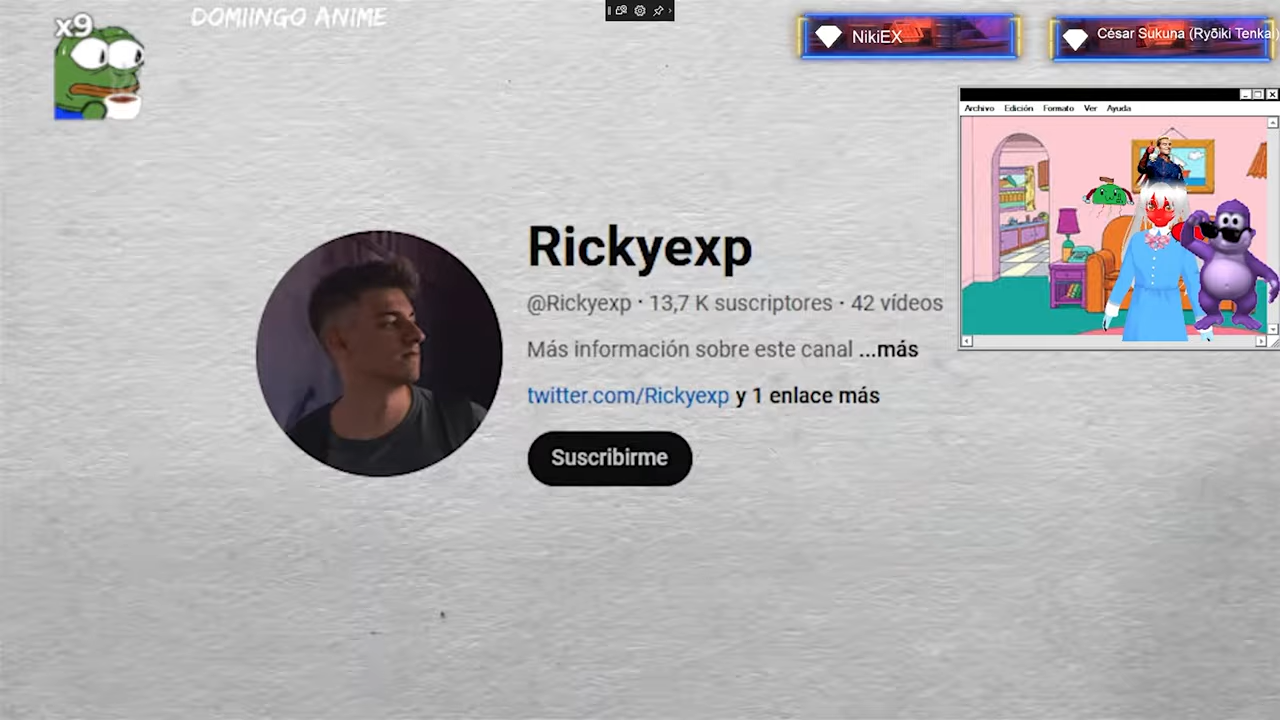 x9
DOMIINGO ANIME
NikiEX
César Sukuna (Ryōiki Tenkai)
Archivo Edición Formato Ver Ayuda
Rickyexp
@Rickyexp · 13,7 K suscriptores · 42 vídeos
Más información sobre este canal ...más
twitter.com/Rickyexp y 1 enlace más
Suscribirme